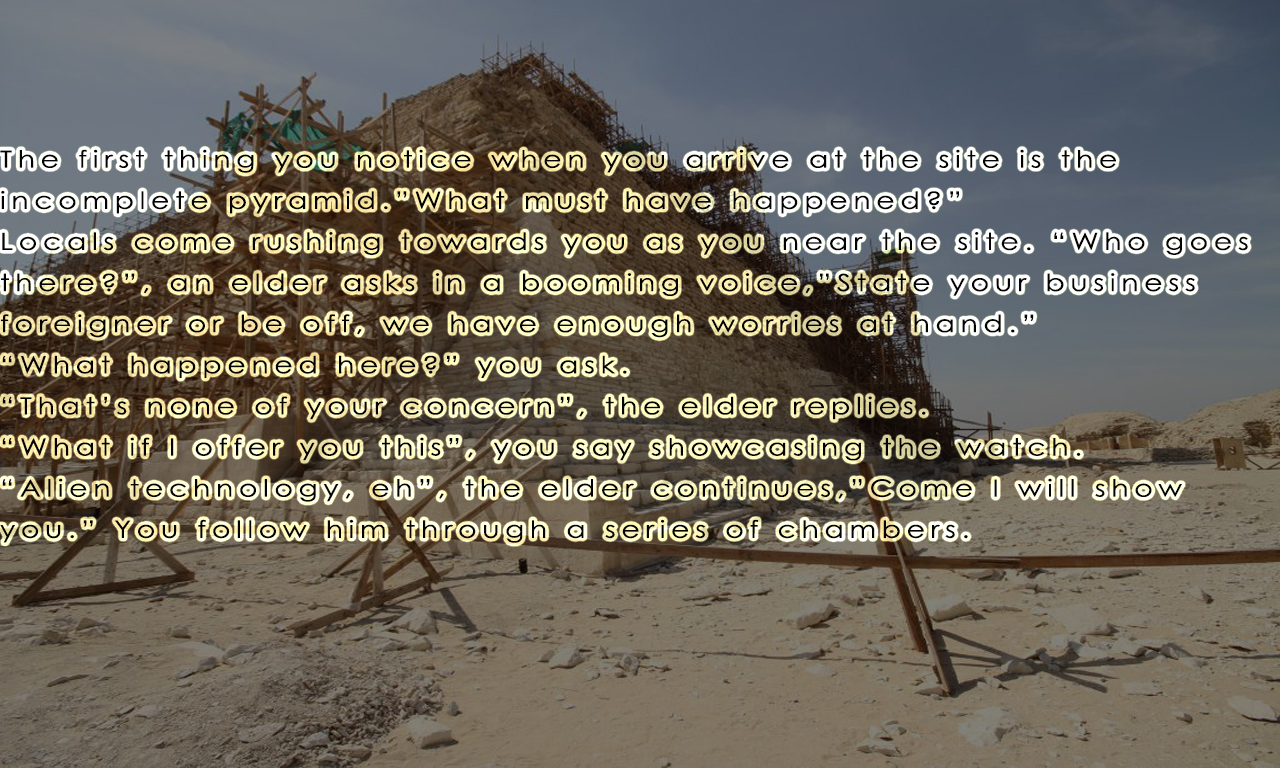 The first thing you notice when you arrive at the site is the
incomplete pyramid.”What must have happened?”
Locals come rushing towards you as you near the site. “Who goes
there?”, an elder asks in a booming voice,”State your business
foreigner or be off, we have enough worries at hand.”
“What happened here?” you ask.
“That's none of your concern”, the elder replies.
“What if I offer you this”, you say showcasing the watch.
“Alien technology, eh”, the elder continues,”Come I will show
you.” You follow him through a series of chambers.